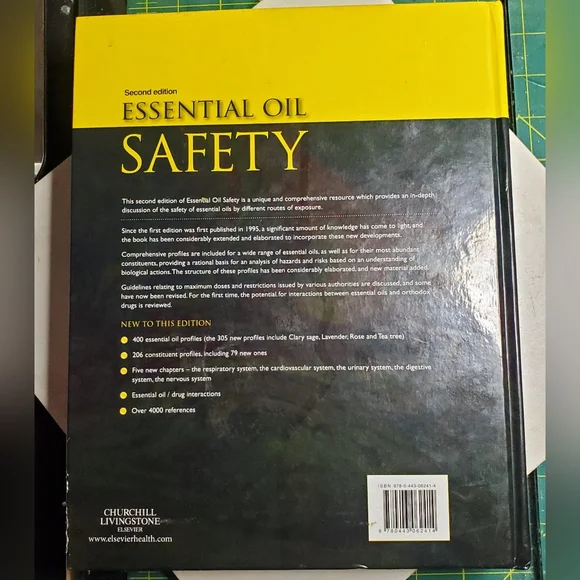 Second edition
ESSENTIAL OIL
SAFETY
This second edition of Essential Oil Safety is a unique and comprehensive resource which provides an in-depth
discussion of the safety of essential oils by different routes of exposure.
Since the first edition was first published in 1995, a significant amount of knowledge has come to light, and
the book has been considerably extended and elaborated to incorporate these new developments.
Comprehensive profiles are included for a wide range of essential oils, as well as for their most abundant
constituents, providing a rational basis for an analysis of hazards and risks based on an understanding of
biological actions. The structure of these profiles has been considerably elaborated, and new material added.
Guidelines relating to maximum doses and restrictions issued by various authorities are discussed, and some
have now been revised. For the first time, the potential for interactions between essential oils and orthodox
drugs is reviewed.
NEW TO THIS EDITION
400 essential oil profiles (the 305 new profiles include Clary sage, Lavender, Rose and Tea tree)
206 constituent profiles, including 79 new ones
Five new chapters – the respiratory system, the cardiovascular system, the urinary system, the digestive
system, the nervous system
Essential oil / drug interactions
Over 4000 references
ISBN 978-0-443-06241-4
9 780443 062414
CHURCHILL
LIVINGSTONE
ELSEVIER
www.elsevierhealth.com